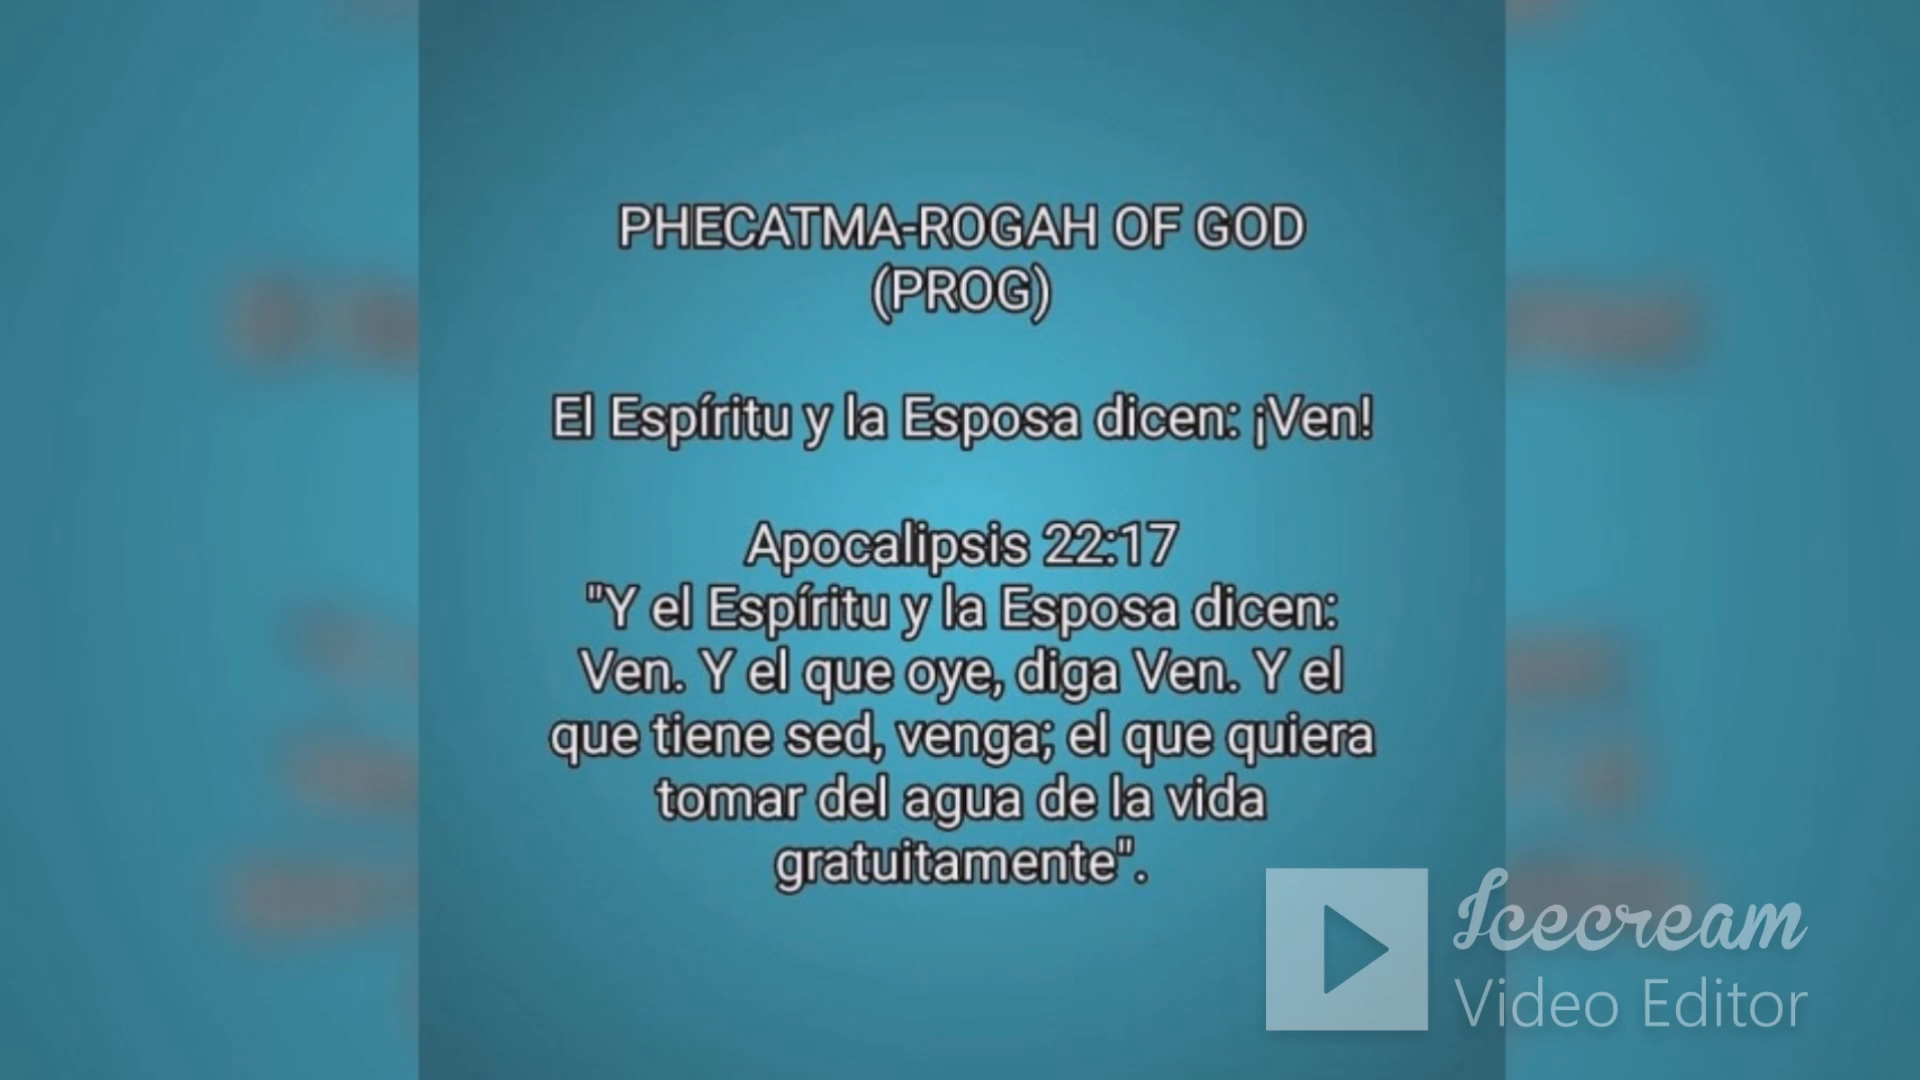 PHECATMA-ROGAH OF GOD
(PROG)
El Espíritu y la Esposa dicen: ¡Ven!
Apocalipsis 22:17
"Y el Espíritu y la Esposa dicen:
Ven. Y el que oye, diga Ven. Y el
que tiene sed, venga; el que quiera
tomar del agua de la vida
gratuitamente".
Icecream
Video Editor